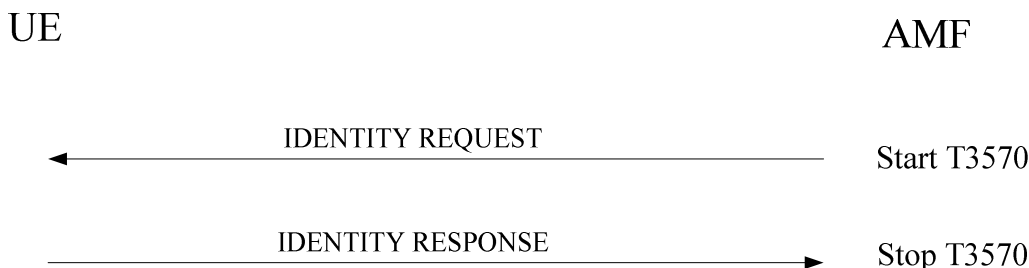 UE
AMF
IDENTITY REQUEST
Start T3570
IDENTITY RESPONSE
Stop T3570